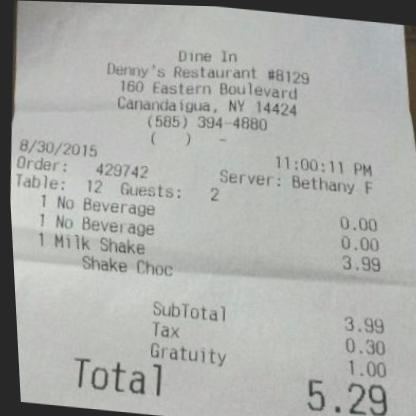 Dine In
Denny's Restaurant #8129
160 Eastern Boulevard
Canandaigua, NY 14424
(585) 394-4880
( ) -
8/30/2015 11:00:11 PM
Order: 429742 Server: Bethany F
Table: 12 Guests: 2
1 No Beverage 0.00
1 No Beverage 0.00
1 Milk Shake 3.99
Shake Choc
SubTotal 3.99
Tax 0.30
Gratuity 1.00
Total 5.29